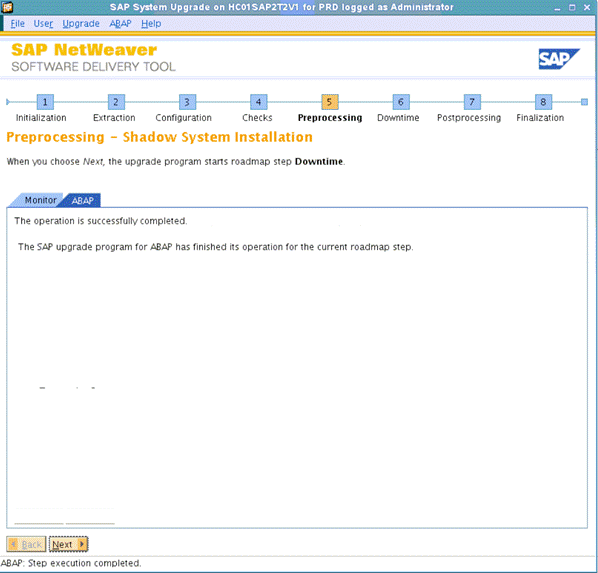 SAP System Upgrade on HC01SAP2T2V1 for PRD logged as Administrator
File User Upgrade ABAP Help
SAP NetWeaver
SOFTWARE DELIVERY TOOL
SAP
1 2 3 4 5 6 7 8
Initialization Extraction Configuration Checks Preprocessing Downtime Postprocessing Finalization
Preprocessing - Shadow System Installation
When you choose Next, the upgrade program starts roadmap step Downtime.
Monitor ABAP
The operation is successfully completed.
The SAP upgrade program for ABAP has finished its operation for the current roadmap step.
Back Next
ABAP: Step execution completed.